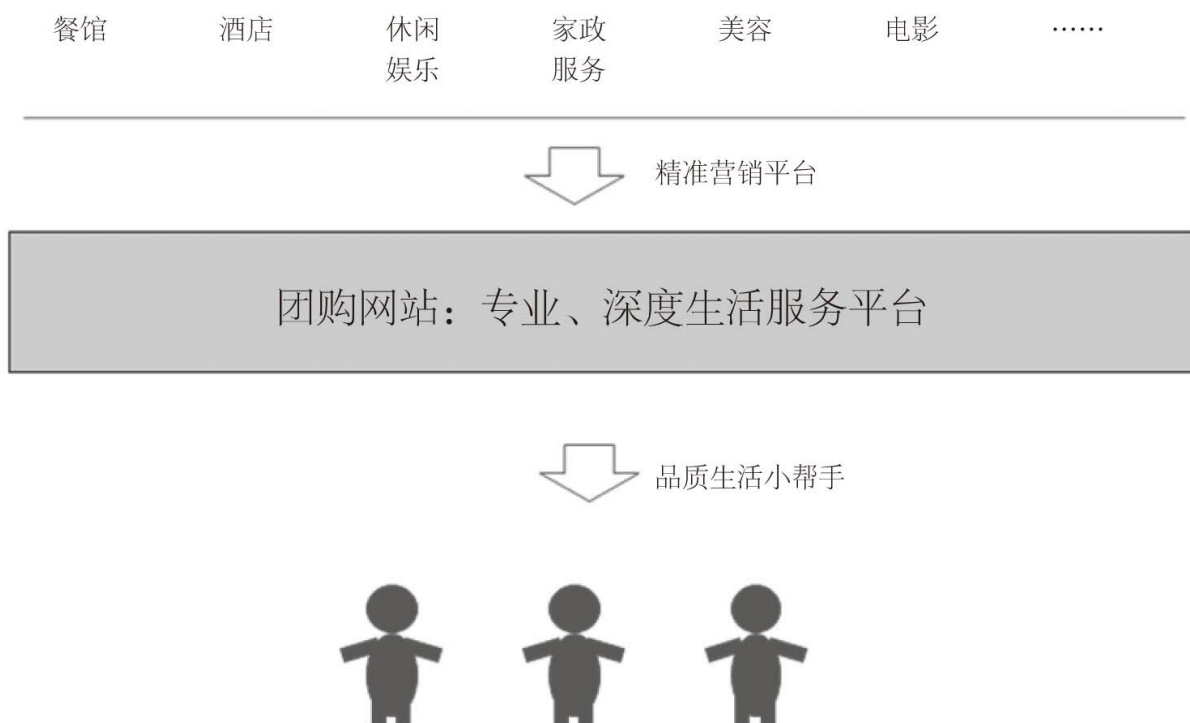 餐馆 酒店 休闲 家政 美容 电影 ……
娱乐 服务
精准营销平台
团购网站：专业、深度生活服务平台
品质生活小帮手